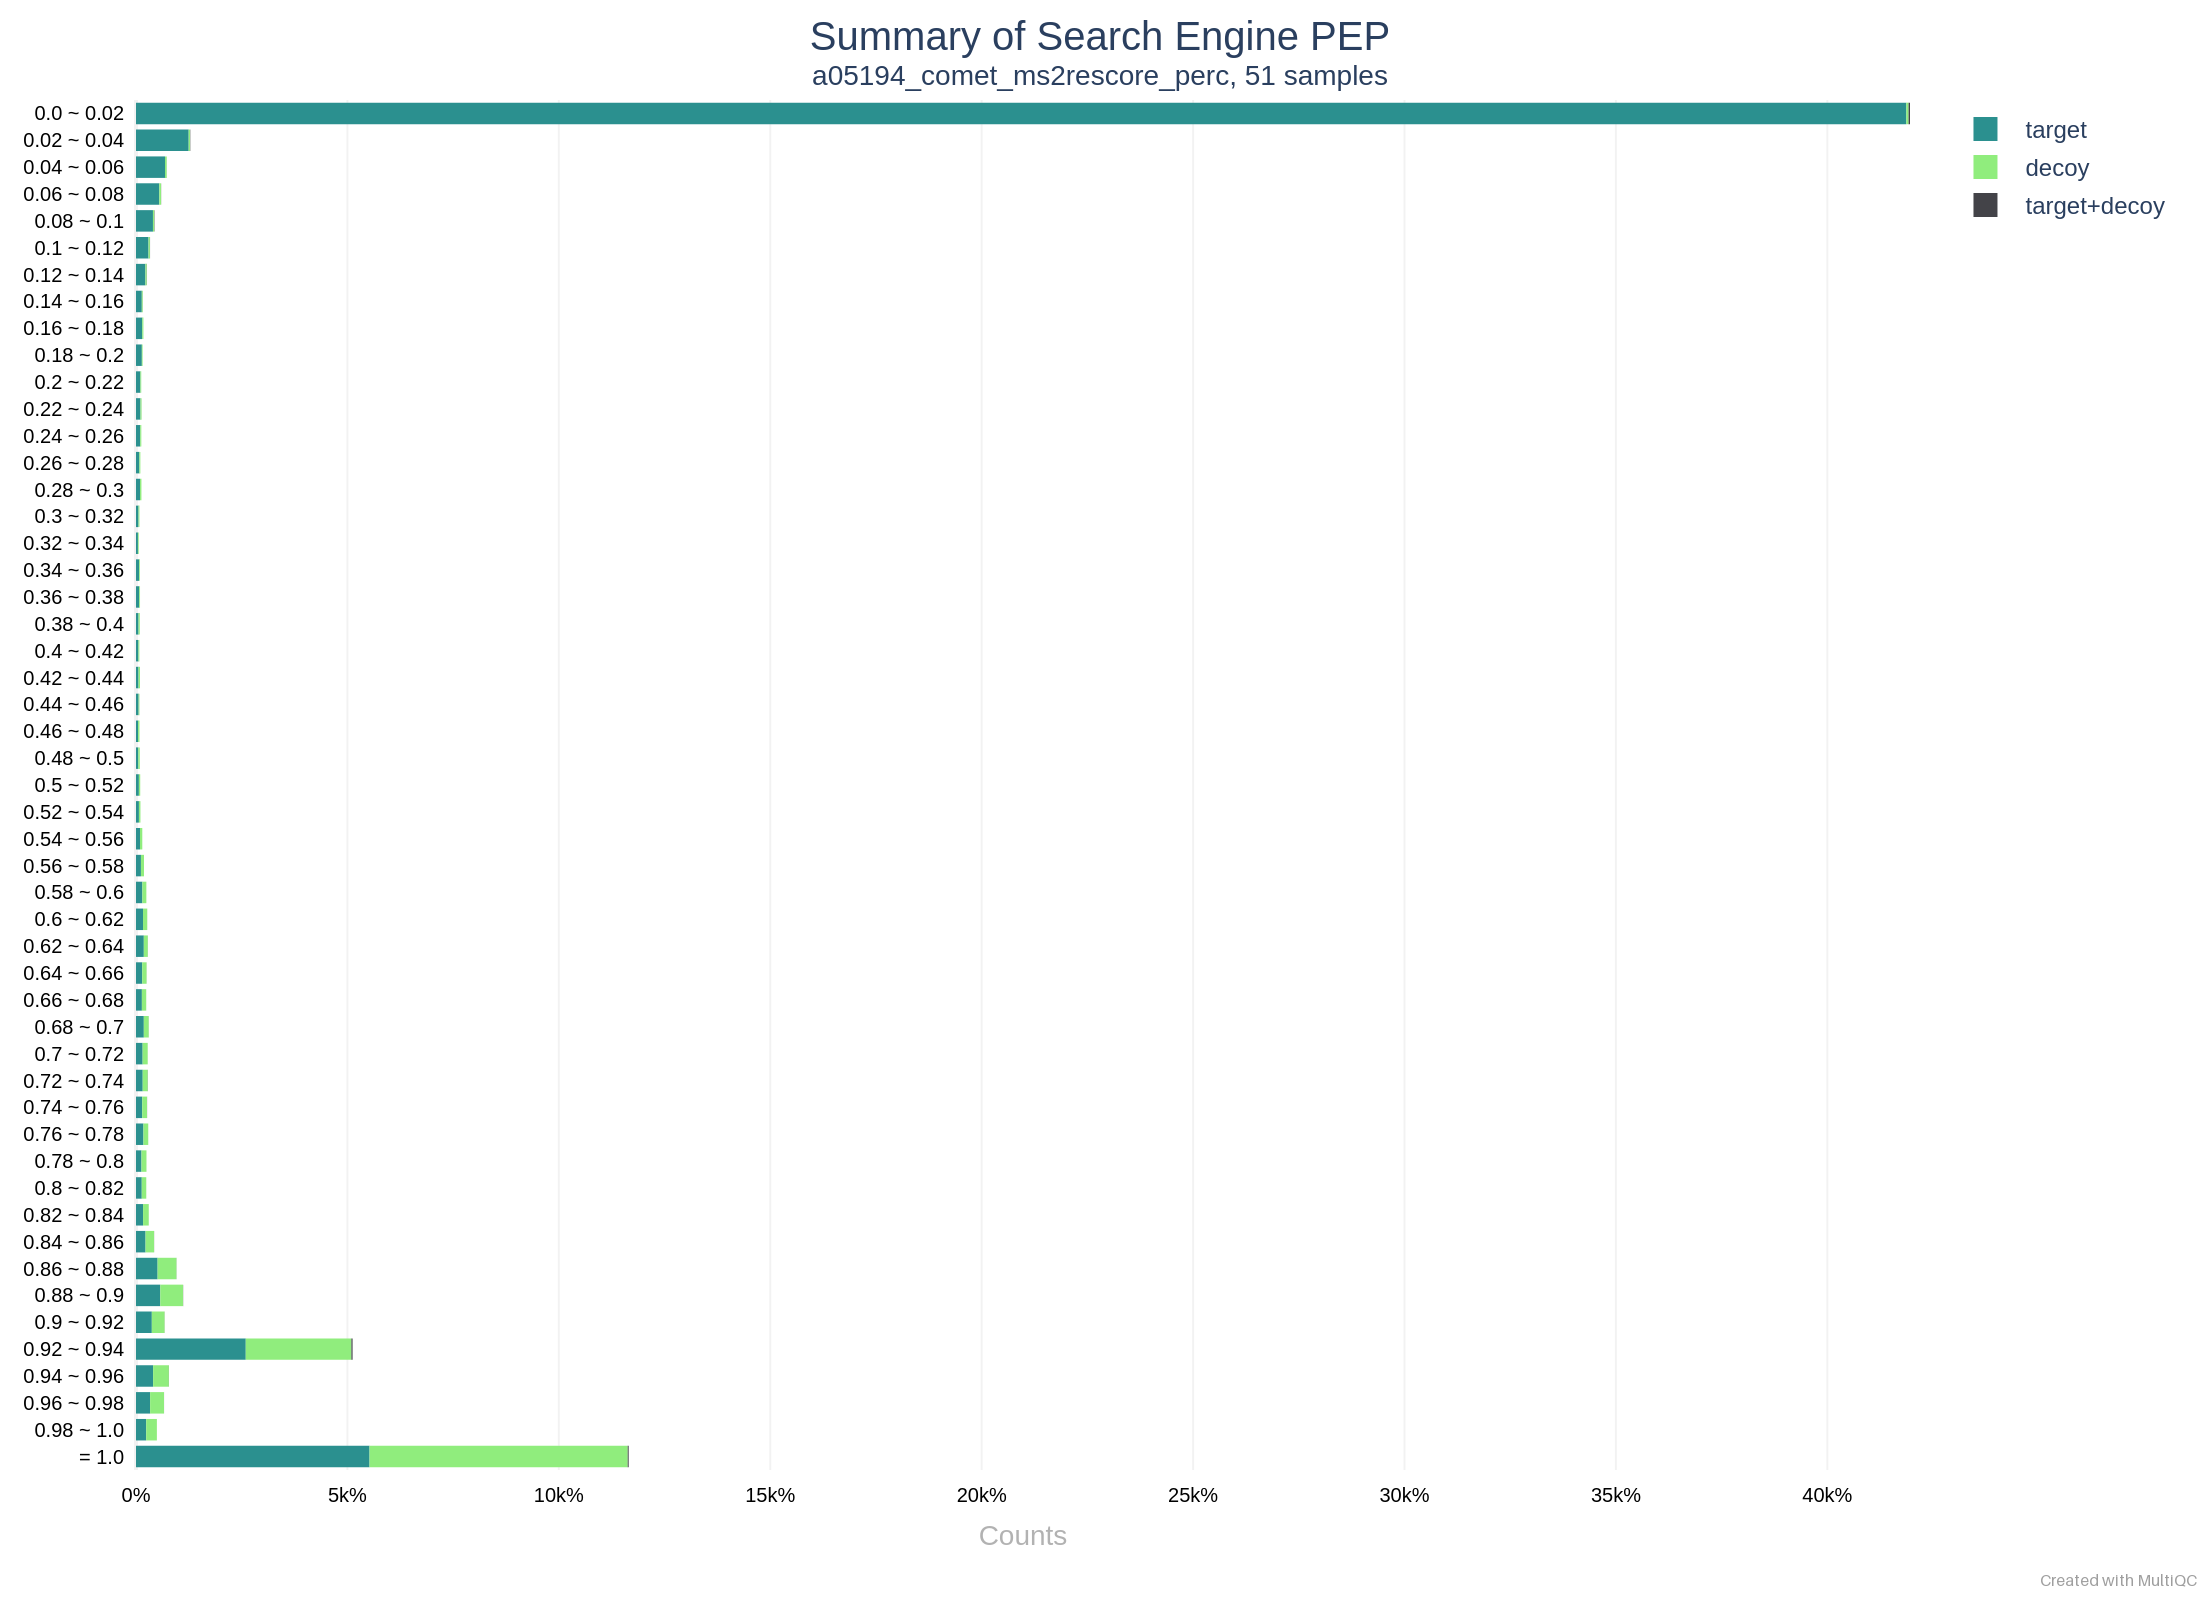 Summary of Search Engine PEP
a05194_comet_ms2rescore_perc, 51 samples
0.0 ~ 0.02
0.02 ~ 0.04
0.04 ~ 0.06
0.06 ~ 0.08
0.08 ~ 0.1
0.1 ~ 0.12
0.12 ~ 0.14
0.14 ~ 0.16
0.16 ~ 0.18
0.18 ~ 0.2
0.2 ~ 0.22
0.22 ~ 0.24
0.24 ~ 0.26
0.26 ~ 0.28
0.28 ~ 0.3
0.3 ~ 0.32
0.32 ~ 0.34
0.34 ~ 0.36
0.36 ~ 0.38
0.38 ~ 0.4
0.4 ~ 0.42
0.42 ~ 0.44
0.44 ~ 0.46
0.46 ~ 0.48
0.48 ~ 0.5
0.5 ~ 0.52
0.52 ~ 0.54
0.54 ~ 0.56
0.56 ~ 0.58
0.58 ~ 0.6
0.6 ~ 0.62
0.62 ~ 0.64
0.64 ~ 0.66
0.66 ~ 0.68
0.68 ~ 0.7
0.7 ~ 0.72
0.72 ~ 0.74
0.74 ~ 0.76
0.76 ~ 0.78
0.78 ~ 0.8
0.8 ~ 0.82
0.82 ~ 0.84
0.84 ~ 0.86
0.86 ~ 0.88
0.88 ~ 0.9
0.9 ~ 0.92
0.92 ~ 0.94
0.94 ~ 0.96
0.96 ~ 0.98
0.98 ~ 1.0
= 1.0
target
decoy
target+decoy
0% 5k% 10k% 15k% 20k% 25k% 30k% 35k% 40k%
Counts
Created with MultiQC